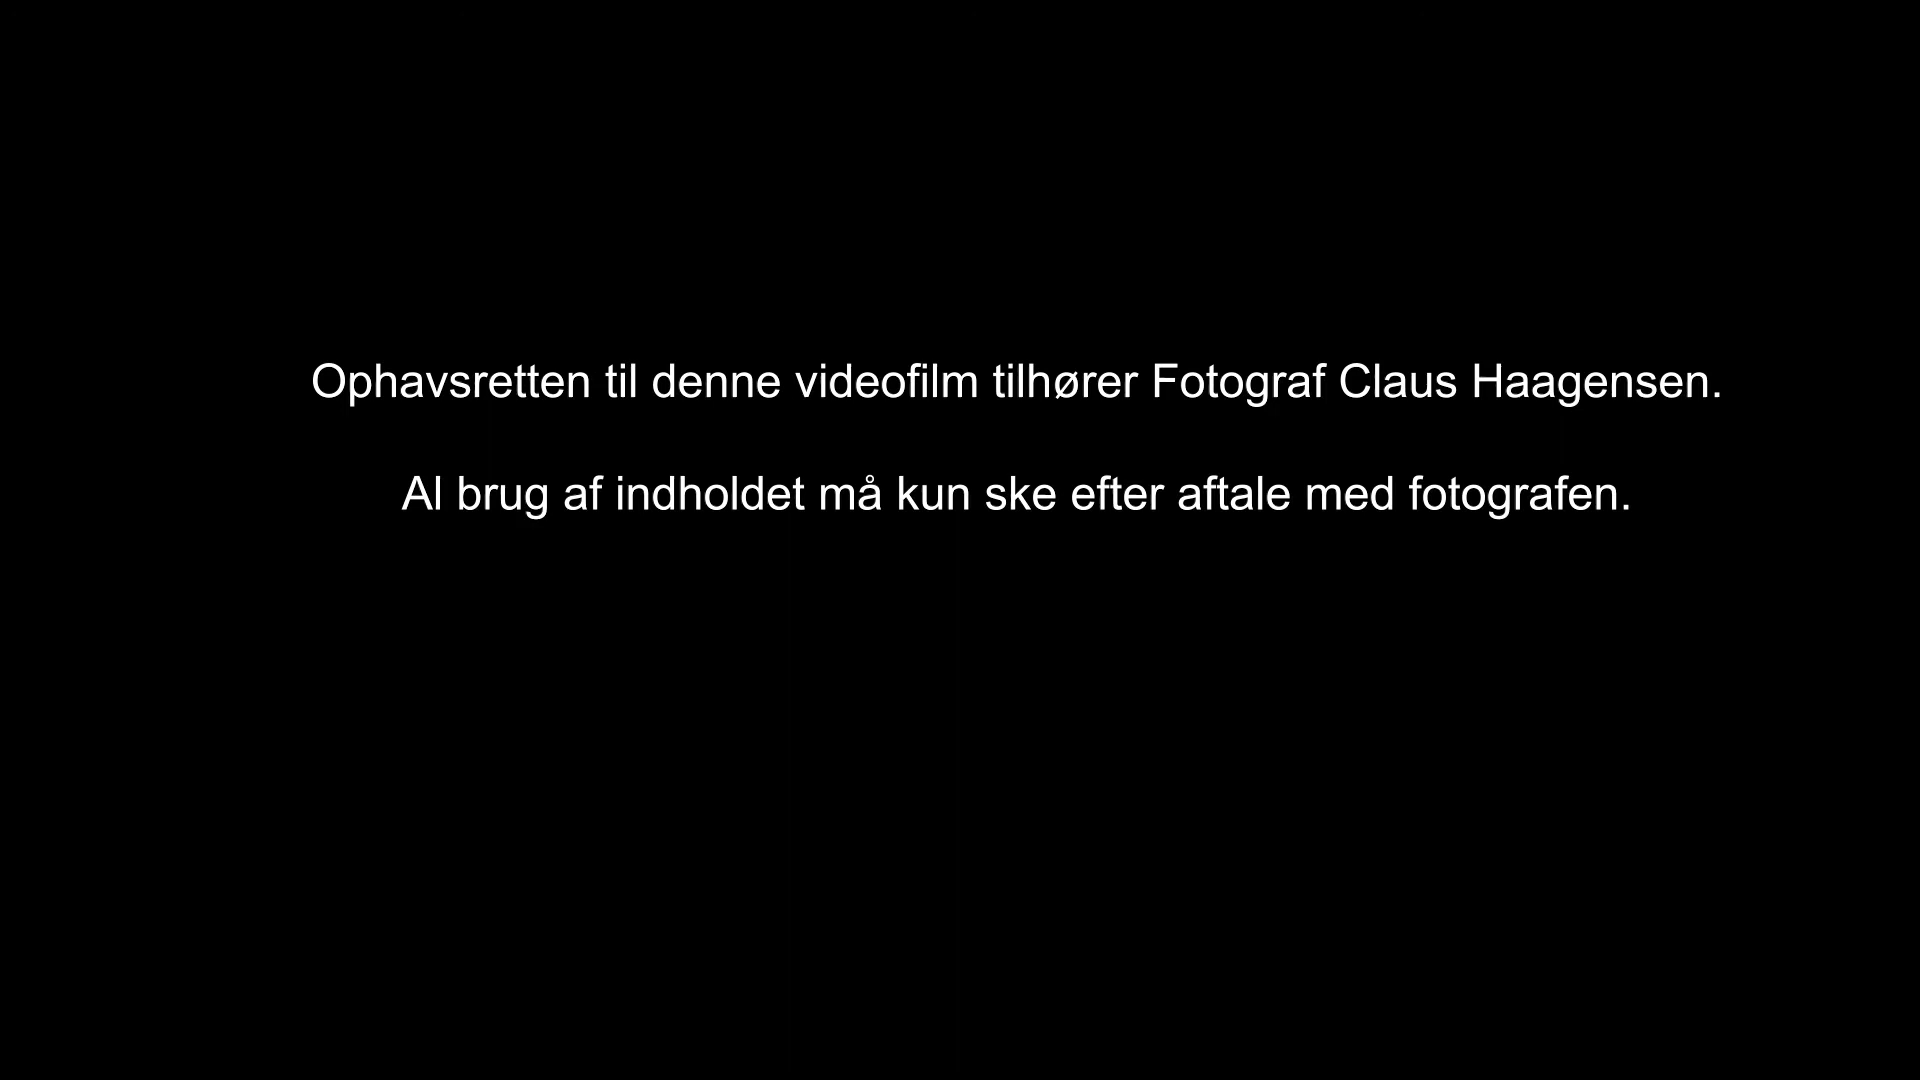 Ophavsretten til denne videofilm tilhører Fotograf Claus Haagensen.
Al brug af indholdet må kun ske efter aftale med fotografen.